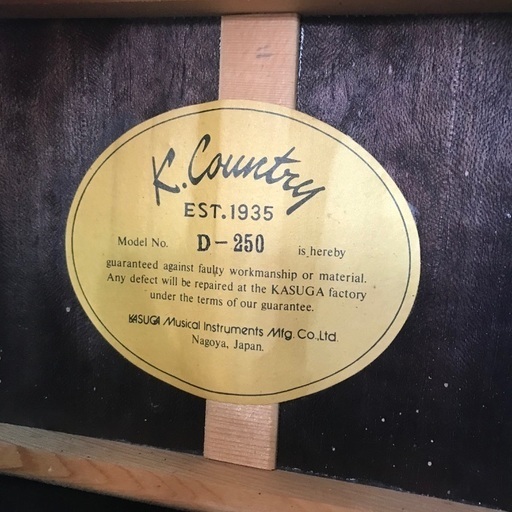 K. Country
EST.1935
Model No. D-250 is hereby
guaranteed against faulty workmanship or material.
Any defect will be repaired at the KASUGA factory
under the terms of our guarantee.
KASUGA Musical Instruments Mfg. Co.,Ltd.
Nagoya, Japan.